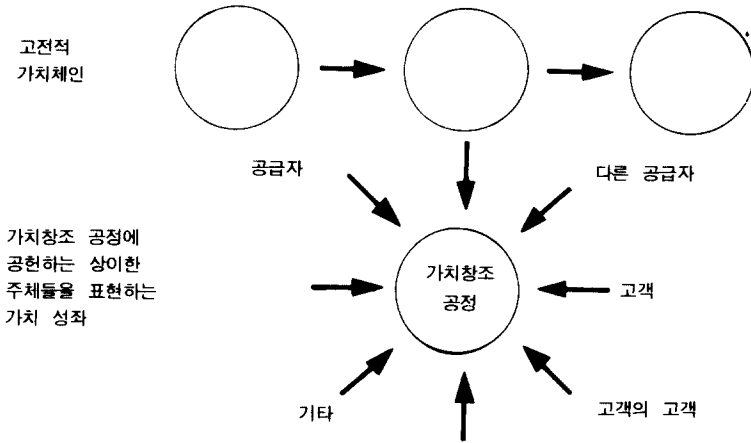 고전적
가치체인
공급자
다른 공급자
가치창조 공정에
공헌하는 상이한
주체들을 표현하는
가치 성좌
가치창조
공정
고객
기타
고객의 고객